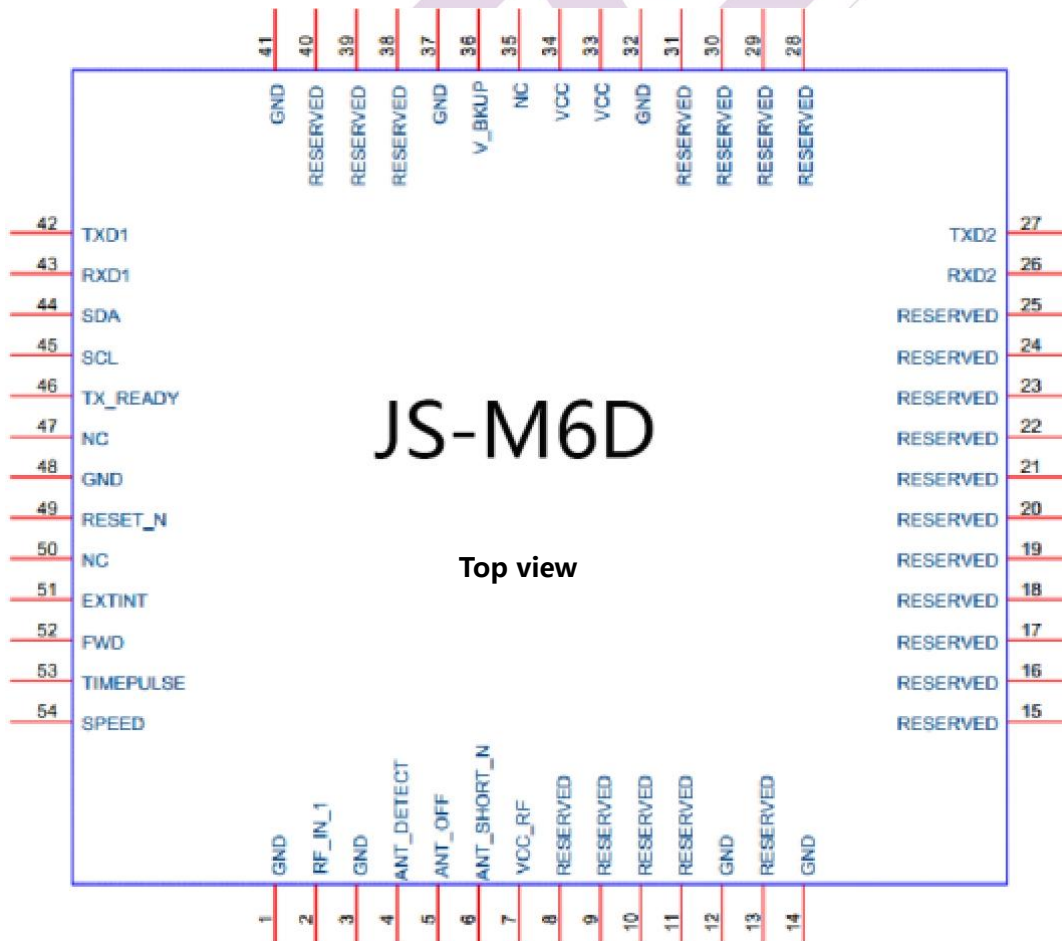 41 40 39 38 37 36 35 34 33 32 31 30 29 28
GND RESERVED RESERVED RESERVED GND V_BKUP NC VCC VCC GND RESERVED RESERVED RESERVED RESERVED
42 TXD1
43 RXD1
44 SDA
45 SCL
46 TX_READY
47 NC
48 GND
49 RESET_N
50 NC
51 EXTINT
52 FWD
53 TIMEPULSE
54 SPEED
JS-M6D
Top view
TXD2 27
RXD2 26
RESERVED 25
RESERVED 24
RESERVED 23
RESERVED 22
RESERVED 21
RESERVED 20
RESERVED 19
RESERVED 18
RESERVED 17
RESERVED 16
RESERVED 15
GND RF_IN_1 GND ANT_DETECT ANT_OFF ANT_SHORT_N VCC_RF RESERVED RESERVED RESERVED RESERVED GND RESERVED GND
1 2 3 4 5 6 7 8 9 10 11 12 13 14